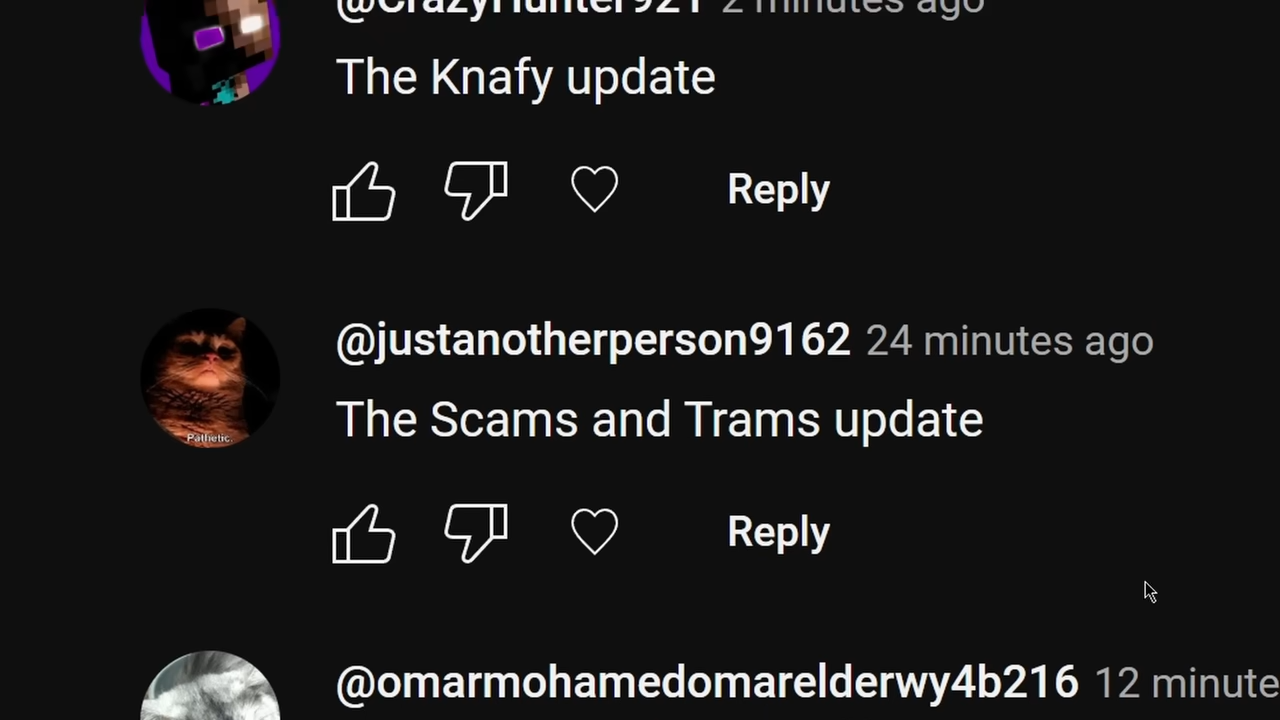 @CrazyHunter921 2 minutes ago
The Knafy update
Reply
@justanotherperson9162 24 minutes ago
The Scams and Trams update
Pathetic.
Reply
@omarmohamedomarelderwy4b216 12 minute